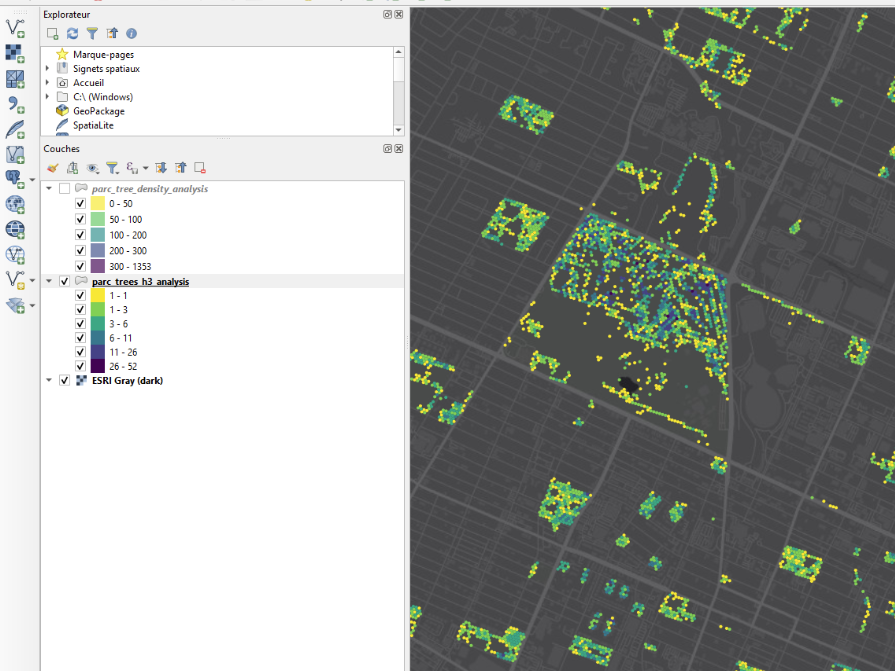 Explorateur
Marque-pages
Signets spatiaux
Accueil
C:\ (Windows)
GeoPackage
SpatiaLite
Couches
parc_tree_density_analysis
0 - 50
50 - 100
100 - 200
200 - 300
300 - 1353
parc_trees_h3_analysis
1 - 1
1 - 3
3 - 6
6 - 11
11 - 26
26 - 52
ESRI Gray (dark)